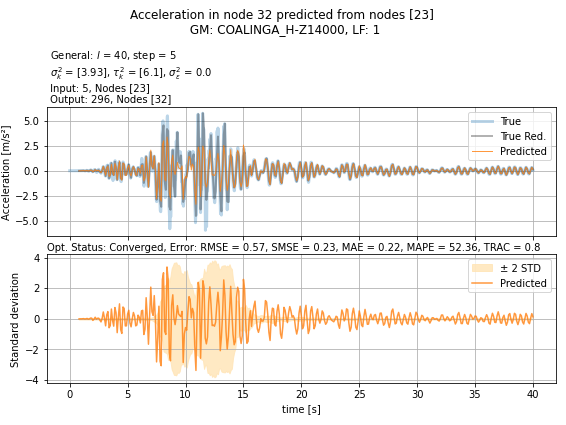 Acceleration in node 32 predicted from nodes [23]
GM: COALINGA_H-Z14000, LF: 1
General: l = 40, step = 5
σ²ₖ = [3.93], τ²ₖ = [6.1], σ²ε = 0.0
Input: 5, Nodes [23]
Output: 296, Nodes [32]
Acceleration [m/s²]
5.0
2.5
0.0
−2.5
−5.0
True
True Red.
Predicted
Opt. Status: Converged, Error: RMSE = 0.57, SMSE = 0.23, MAE = 0.22, MAPE = 52.36, TRAC = 0.8
Standard deviation
4
2
0
−2
−4
± 2 STD
Predicted
0 5 10 15 20 25 30 35 40
time [s]